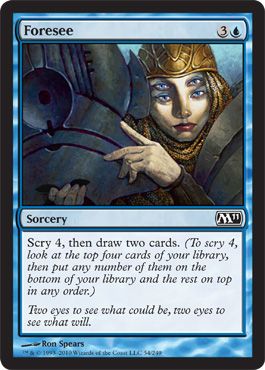 Foresee 3
Sorcery M11
Scry 4, then draw two cards. (To scry 4,
look at the top four cards of your library,
then put any number of them on the
bottom of your library and the rest on top
in any order.)
Two eyes to see what could be, two eyes to
see what will.
Ron Spears
™ & © 1993-2010 Wizards of the Coast LLC 54/249